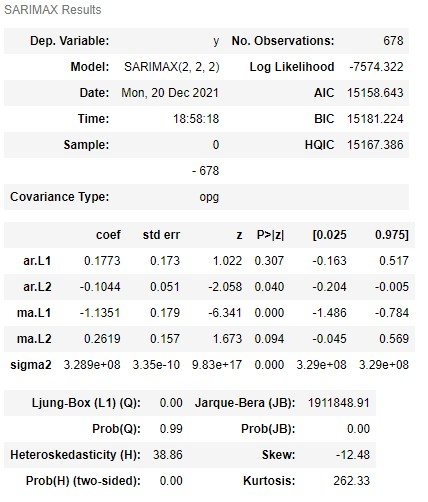 SARIMAX Results
Dep. Variable: y No. Observations: 678
Model: SARIMAX(2, 2, 2) Log Likelihood -7574.322
Date: Mon, 20 Dec 2021 AIC 15158.643
Time: 18:58:18 BIC 15181.224
Sample: 0 HQIC 15167.386
- 678
Covariance Type: opg
coef std err z P>|z| [0.025 0.975]
ar.L1 0.1773 0.173 1.022 0.307 -0.163 0.517
ar.L2 -0.1044 0.051 -2.058 0.040 -0.204 -0.005
ma.L1 -1.1351 0.179 -6.341 0.000 -1.486 -0.784
ma.L2 0.2619 0.157 1.673 0.094 -0.045 0.569
sigma2 3.289e+08 3.35e-10 9.83e+17 0.000 3.29e+08 3.29e+08
Ljung-Box (L1) (Q): 0.00 Jarque-Bera (JB): 1911848.91
Prob(Q): 0.99 Prob(JB): 0.00
Heteroskedasticity (H): 38.86 Skew: -12.48
Prob(H) (two-sided): 0.00 Kurtosis: 262.33